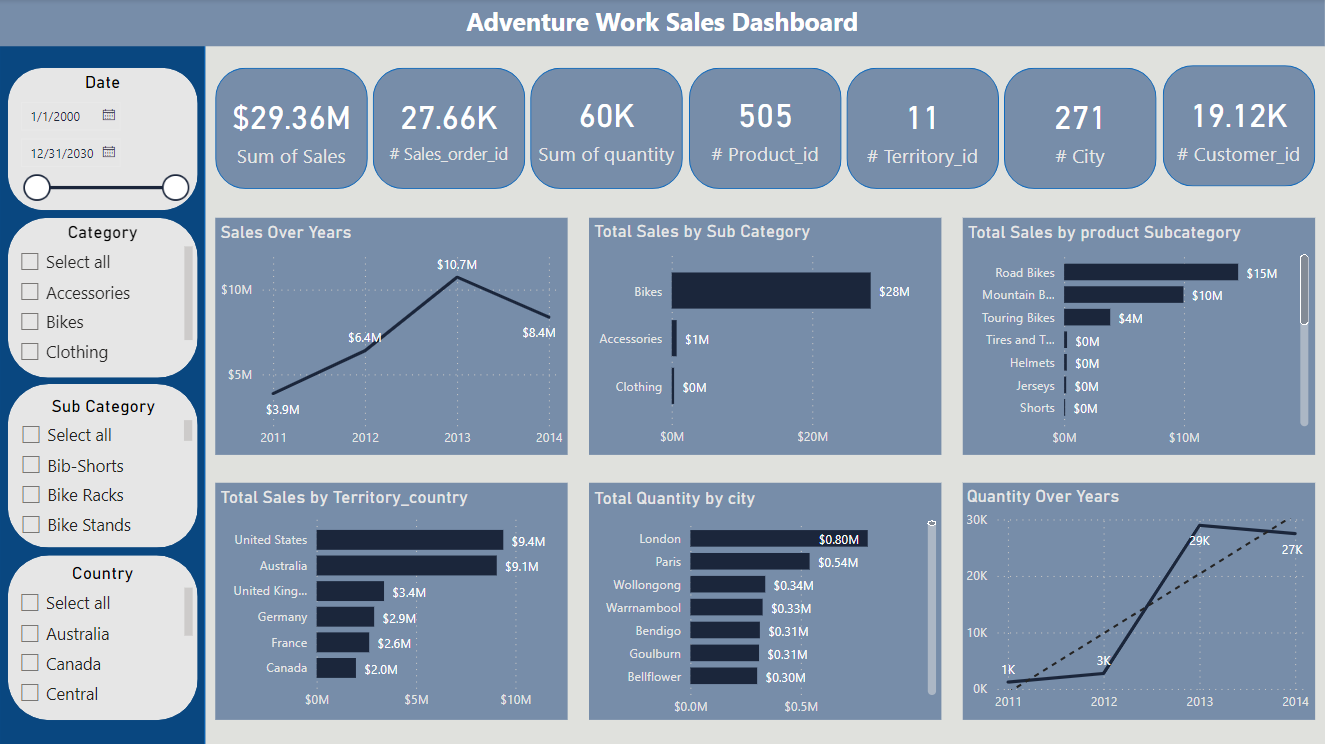 Adventure Work Sales Dashboard
Date
1/1/2000
12/31/2030
Category
Select all
Accessories
Bikes
Clothing
Sub Category
Select all
Bib-Shorts
Bike Racks
Bike Stands
Country
Select all
Australia
Canada
Central
$29.36M
Sum of Sales
27.66K
# Sales_order_id
60K
Sum of quantity
505
# Product_id
11
# Territory_id
271
# City
19.12K
# Customer_id
Sales Over Years
$10M
$5M
$3.9M
$6.4M
$10.7M
$8.4M
2011 2012 2013 2014
Total Sales by Sub Category
Bikes $28M
Accessories $1M
Clothing $0M
$0M $20M
Total Sales by product Subcategory
Road Bikes $15M
Mountain B... $10M
Touring Bikes $4M
Tires and T... $0M
Helmets $0M
Jerseys $0M
Shorts $0M
$0M $10M
Total Sales by Territory_country
United States $9.4M
Australia $9.1M
United King... $3.4M
Germany $2.9M
France $2.6M
Canada $2.0M
$0M $5M $10M
Total Quantity by city
London $0.80M
Paris $0.54M
Wollongong $0.34M
Warrnambool $0.33M
Bendigo $0.31M
Goulburn $0.31M
Bellflower $0.30M
$0.0M $0.5M
Quantity Over Years
30K
20K
10K
0K
1K
3K
29K
27K
2011 2012 2013 2014